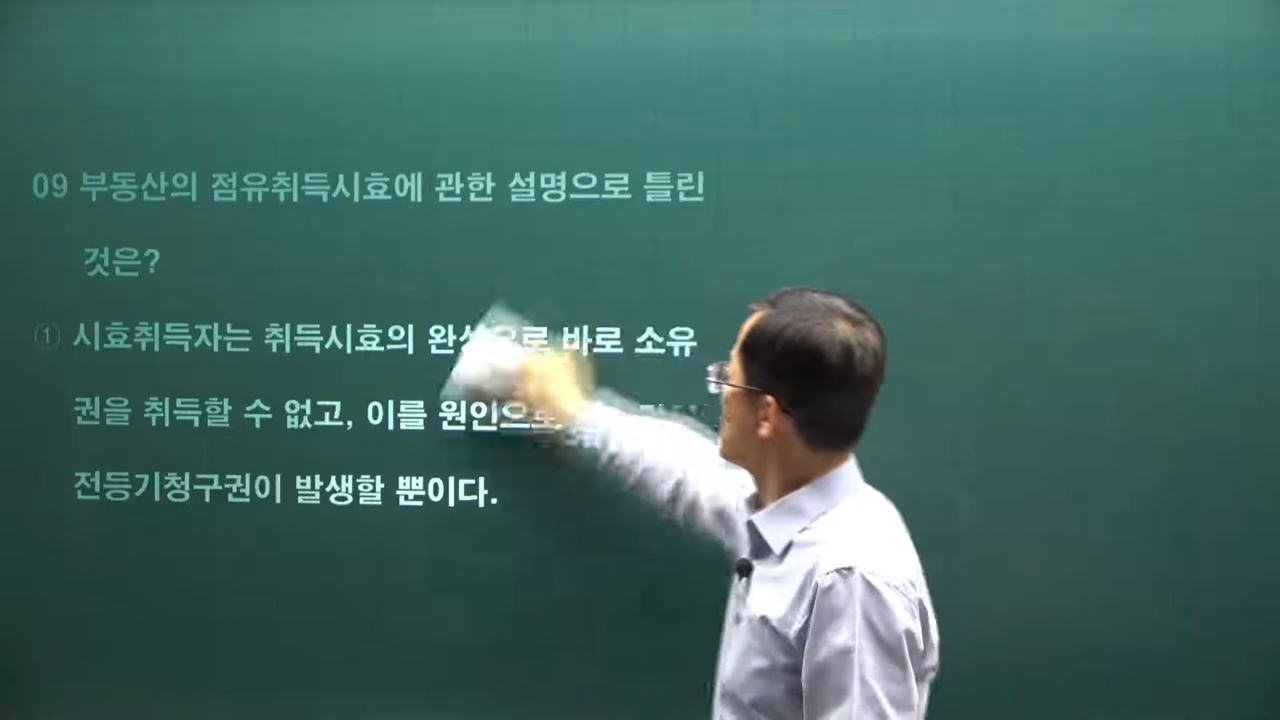 09 부동산의 점유취득시효에 관한 설명으로 틀린
것은?
① 시효취득자는 취득시효의 바로 소유
권을 취득할 수 없고, 이를 원인으로
전등기청구권이 발생할 뿐이다.